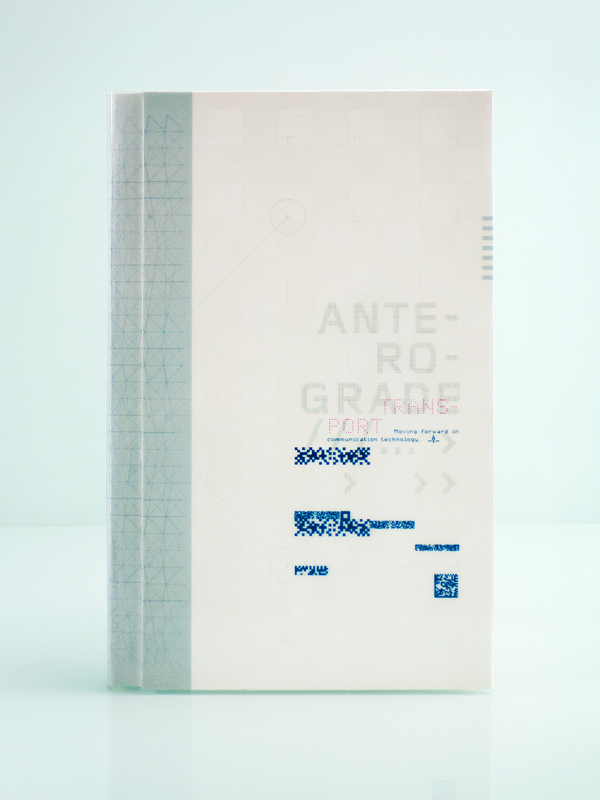 ANTE-
RO-
GRADE
TRANS-
PORT Moving forward in
communication technology.
//... >
> >>